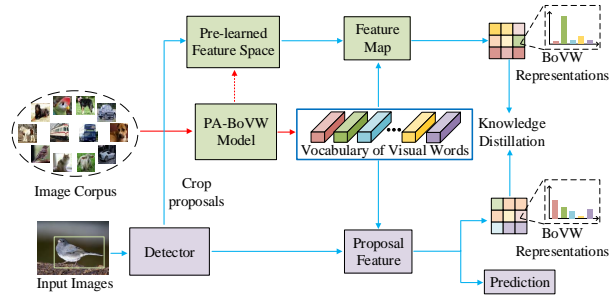 Pre-learned
Feature Space
Feature
Map
BoVW
Representations
PA-BoVW
Model
Vocabulary of Visual Words
Knowledge
Distillation
Image Corpus
Crop
proposals
Detector
Proposal
Feature
BoVW
Representations
Input Images
Prediction